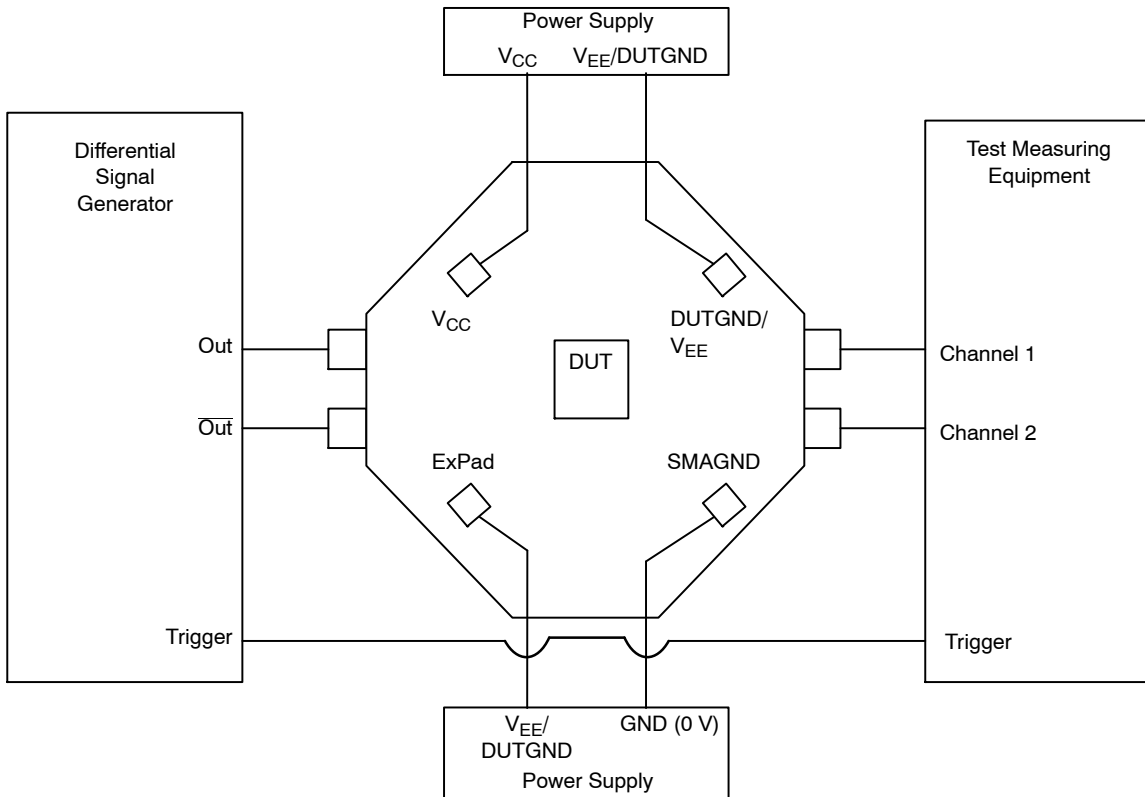 Power Supply
VCC VEE/DUTGND
Differential
Signal
Generator
Test Measuring
Equipment
VCC
DUTGND/
VEE
Out
DUT
Channel 1
Out
Channel 2
ExPad
SMAGND
Trigger
Trigger
VEE/
DUTGND
GND (0 V)
Power Supply